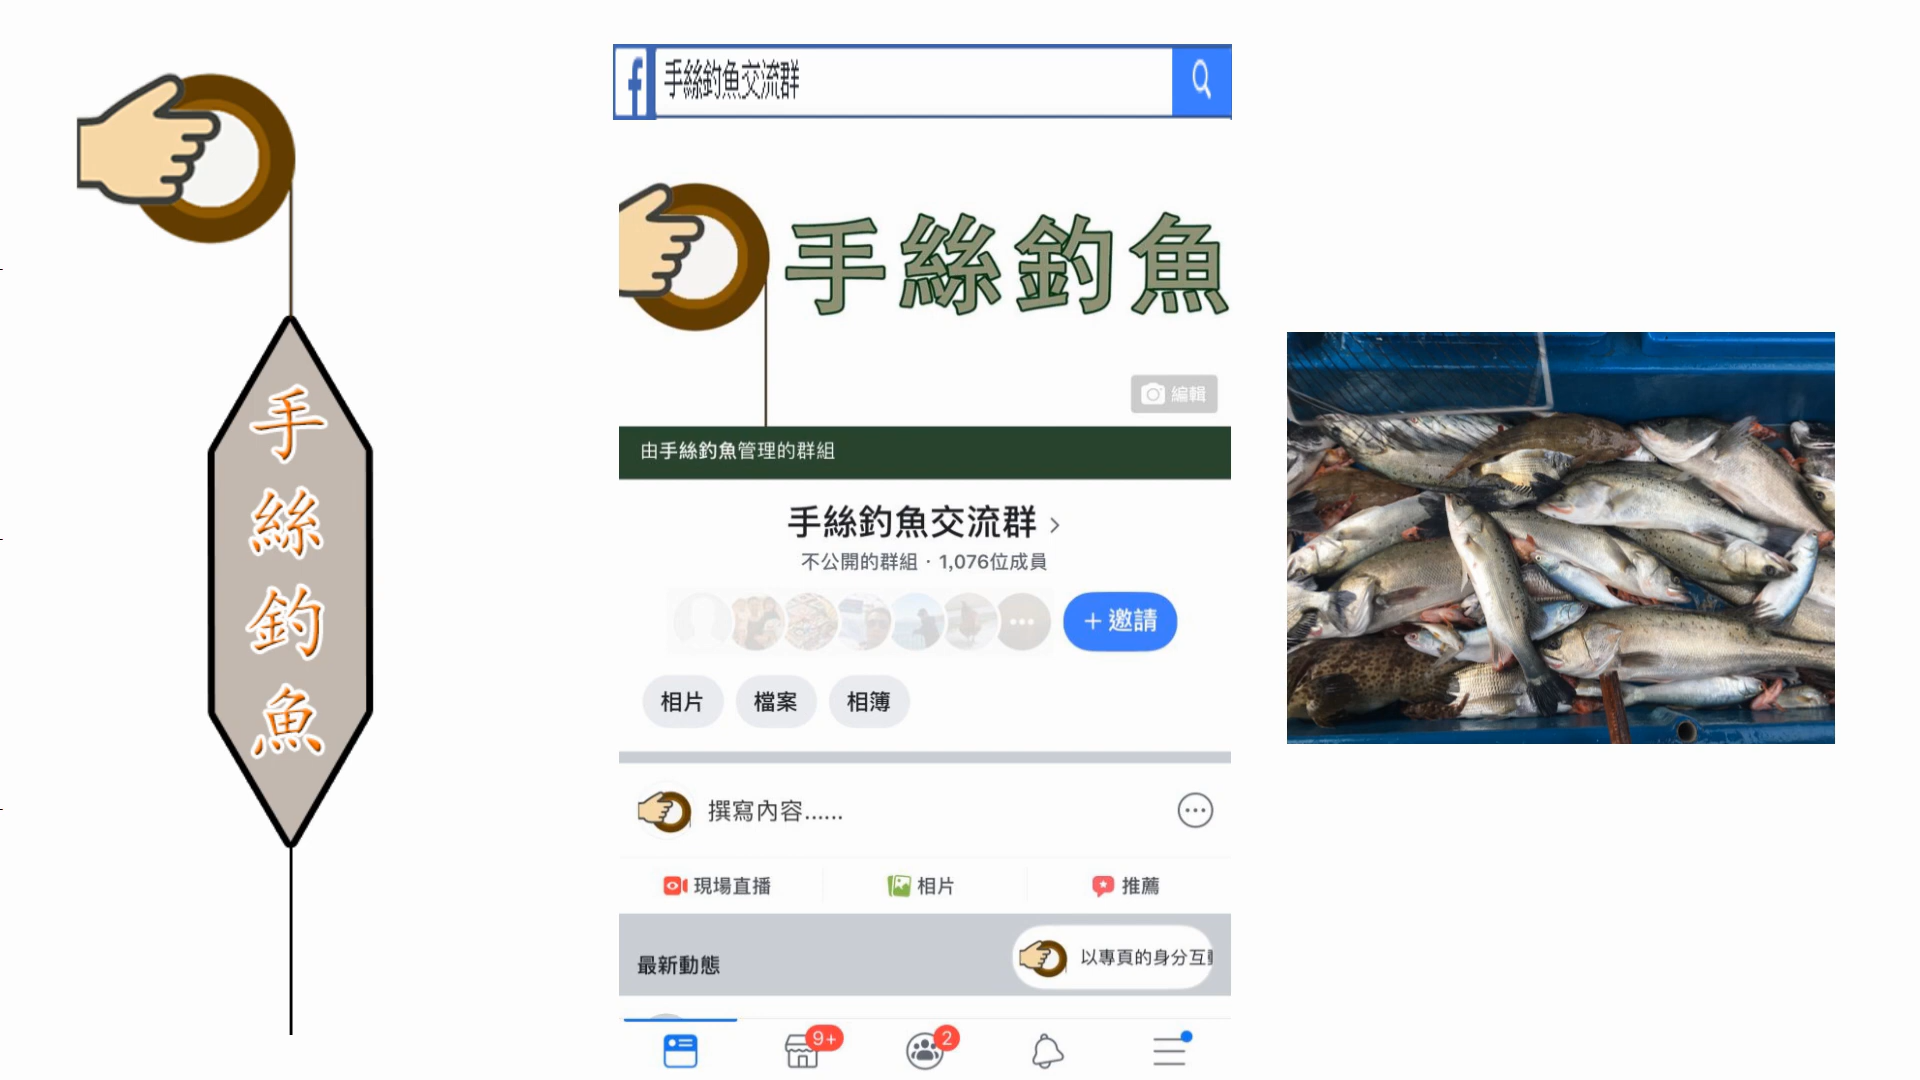 手絲釣魚
手絲釣魚交流群
手絲釣魚
編輯
由手絲釣魚管理的群組
手絲釣魚交流群 >
不公開的群組 · 1,076位成員
+ 邀請
相片 檔案 相簿
撰寫內容......
現場直播 相片 推薦
最新動態 以專頁的身分互
9+ 2